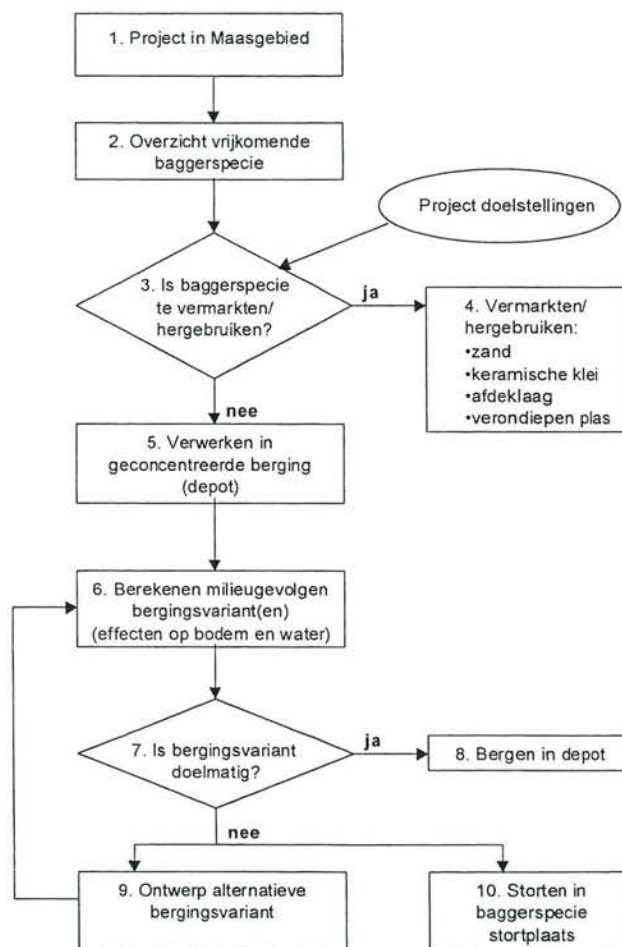 1. Project in Maasgebied
2. Overzicht vrijkomende
baggerspecie
Project doelstellingen
3. Is baggerspecie
te vermarkten/
hergebruiken?
ja
4. Vermarkten/
hergebruiken:
•zand
•keramische klei
•afdeklaag
•verondiepen plas
nee
5. Verwerken in
geconcentreerde berging
(depot)
6. Berekenen milieugevolgen
bergingsvariant(en)
(effecten op bodem en water)
7. Is bergingsvariant
doelmatig?
ja
8. Bergen in depot
nee
9. Ontwerp alternatieve
bergingsvariant
10. Storten in
baggerspecie
stortplaats